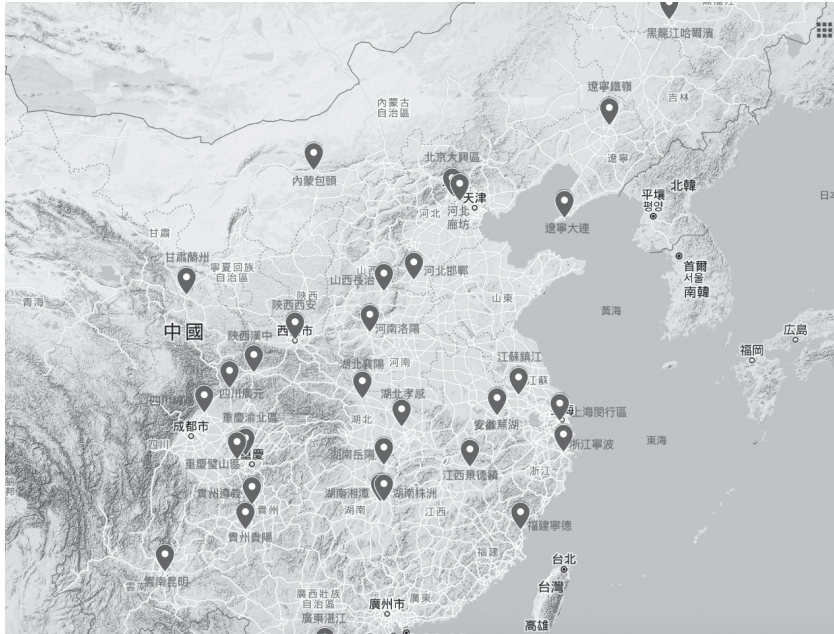 黑龍江哈爾濱
遼寧鐵嶺
吉林
內蒙古
自治區
遼寧
北京大興區
內蒙包頭
天津
北韓
平壤
평양
河北
河北
廊坊
遼寧大連
日本
甘肅
甘肅蘭州
寧夏回族
自治區
山西
山西長治
河北邯鄲
首爾
서울
南韓
青海
陝西
山東
陝西西安
黃海
中國
河南洛陽
陝西漢中
広島
福岡
湖北襄陽
河南
江蘇鎮江
江蘇
四川廣元
湖北孝感
安徽蕪湖
上海閔行區
成都市
重慶渝北區
湖北
四川
重慶璧山區
重慶
湖南岳陽
江西景德鎮
浙江寧波
東海
浙江
貴州遵義
湖南湘潭
湖南株洲
貴州
湖南
江西
福建寧德
貴州貴陽
福建
雲南
雲南昆明
台北
台灣
廣西壯族
自治區
廣州市
廣東
廣東湛江
高雄